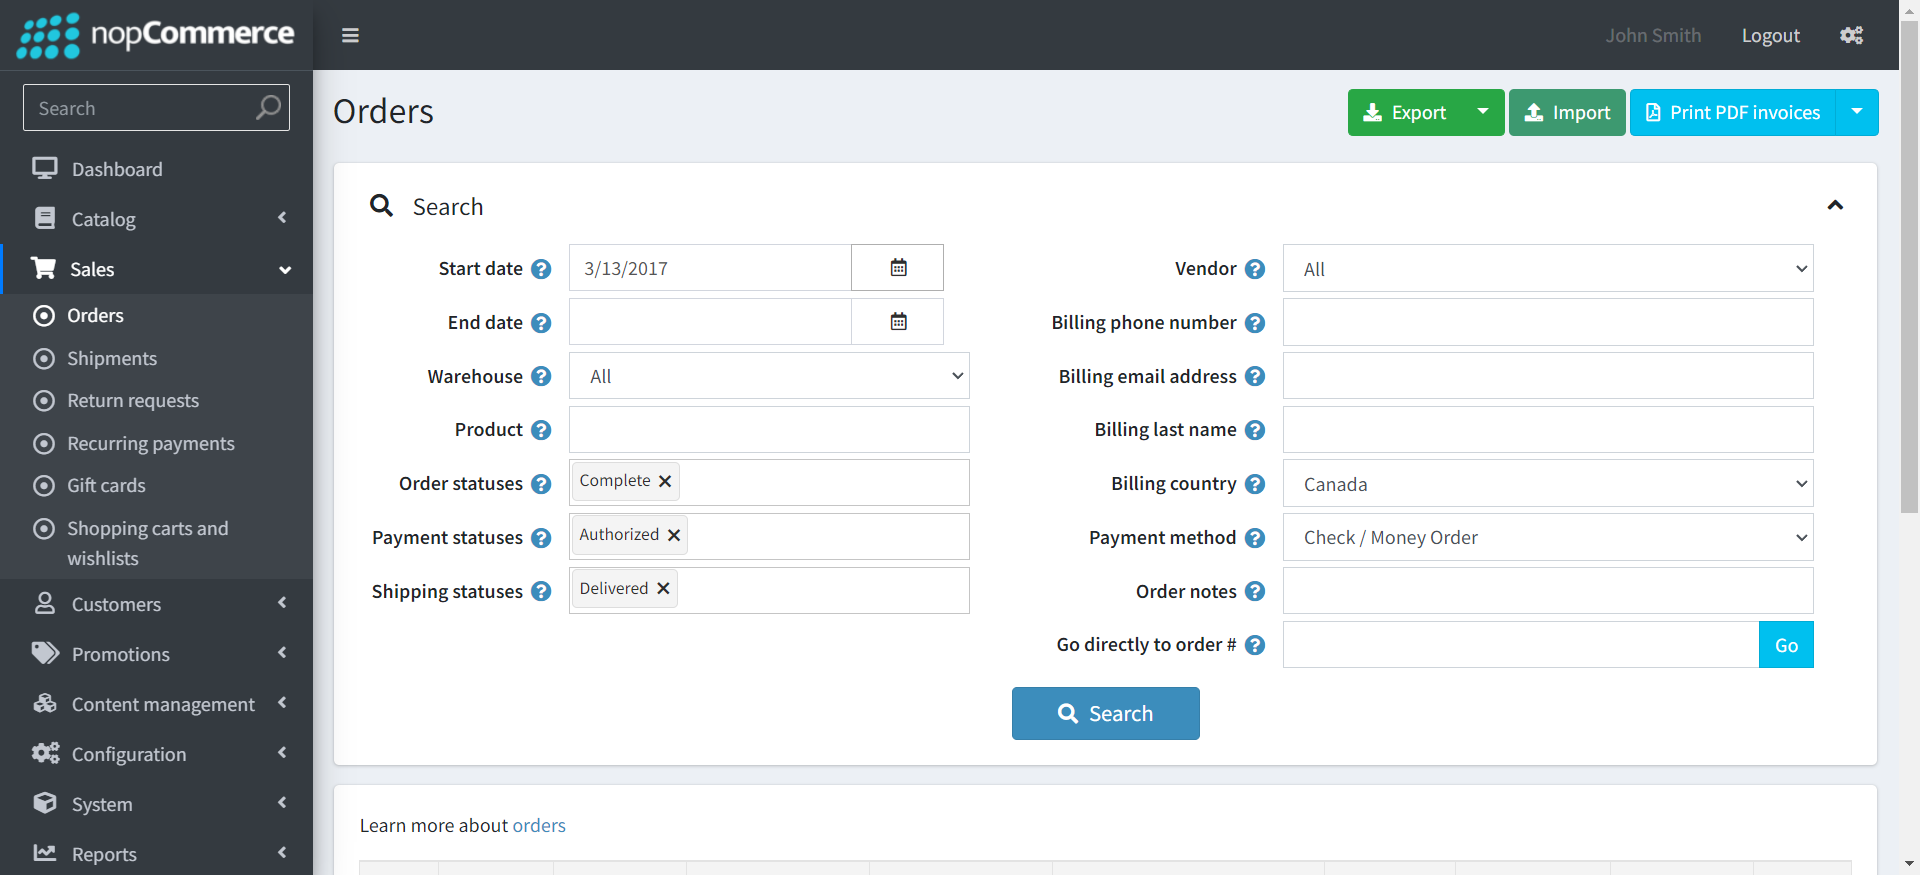 nopCommerce
John Smith
Logout
Search
Dashboard
Catalog
Sales
Orders
Shipments
Return requests
Recurring payments
Gift cards
Shopping carts and
wishlists
Customers
Promotions
Content management
Configuration
System
Reports
Orders
Export
Import
Print PDF invoices
Search
Start date
3/13/2017
End date
Warehouse
All
Product
Order statuses
Complete
Payment statuses
Authorized
Shipping statuses
Delivered
Vendor
All
Billing phone number
Billing email address
Billing last name
Billing country
Canada
Payment method
Check / Money Order
Order notes
Go directly to order #
Go
Search
Learn more about orders